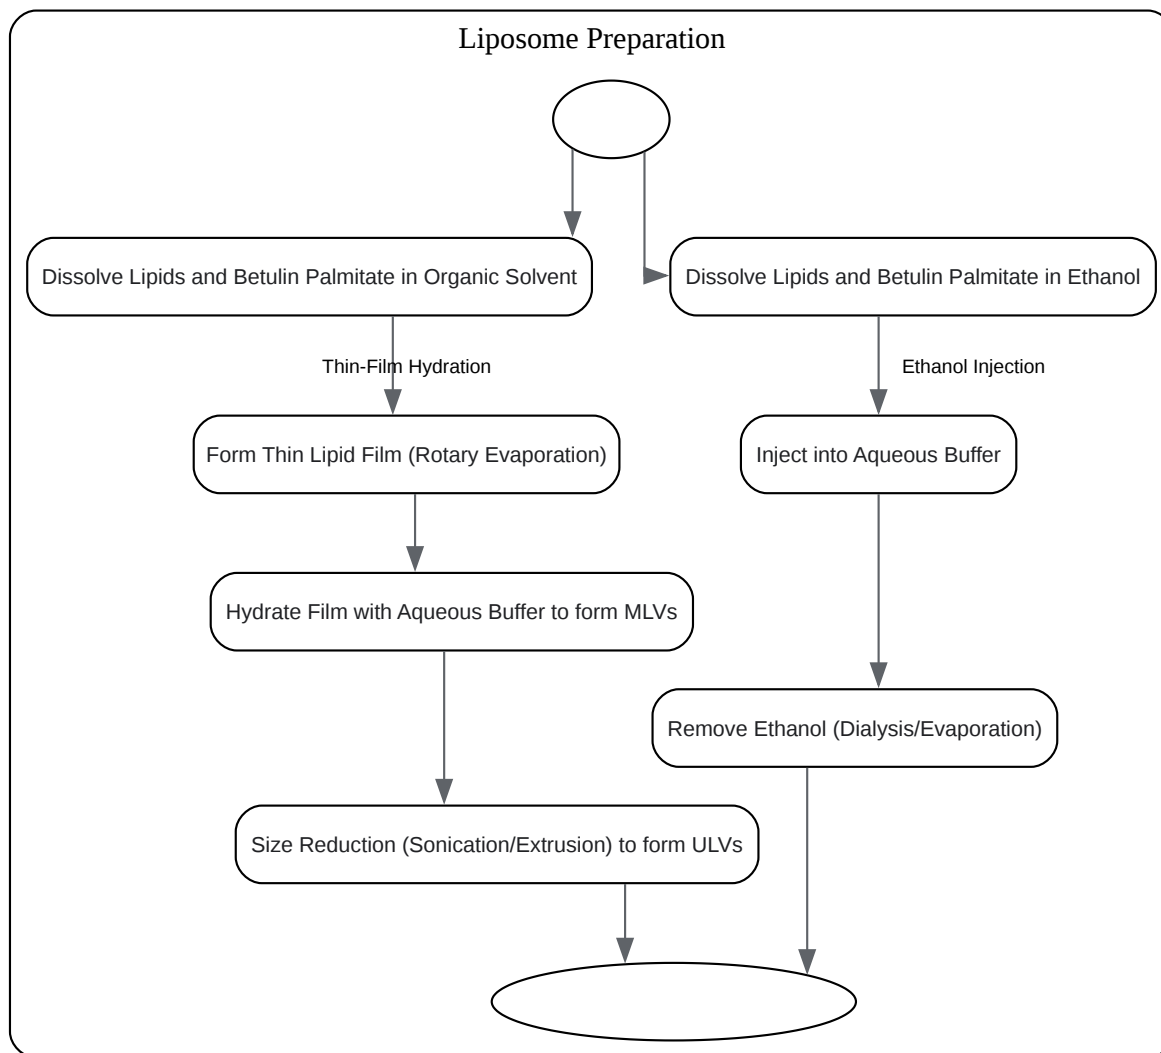 Liposome Preparation
Dissolve Lipids and Betulin Palmitate in Organic Solvent
Dissolve Lipids and Betulin Palmitate in Ethanol
Thin-Film Hydration
Ethanol Injection
Form Thin Lipid Film (Rotary Evaporation)
Inject into Aqueous Buffer
Hydrate Film with Aqueous Buffer to form MLVs
Remove Ethanol (Dialysis/Evaporation)
Size Reduction (Sonication/Extrusion) to form ULVs